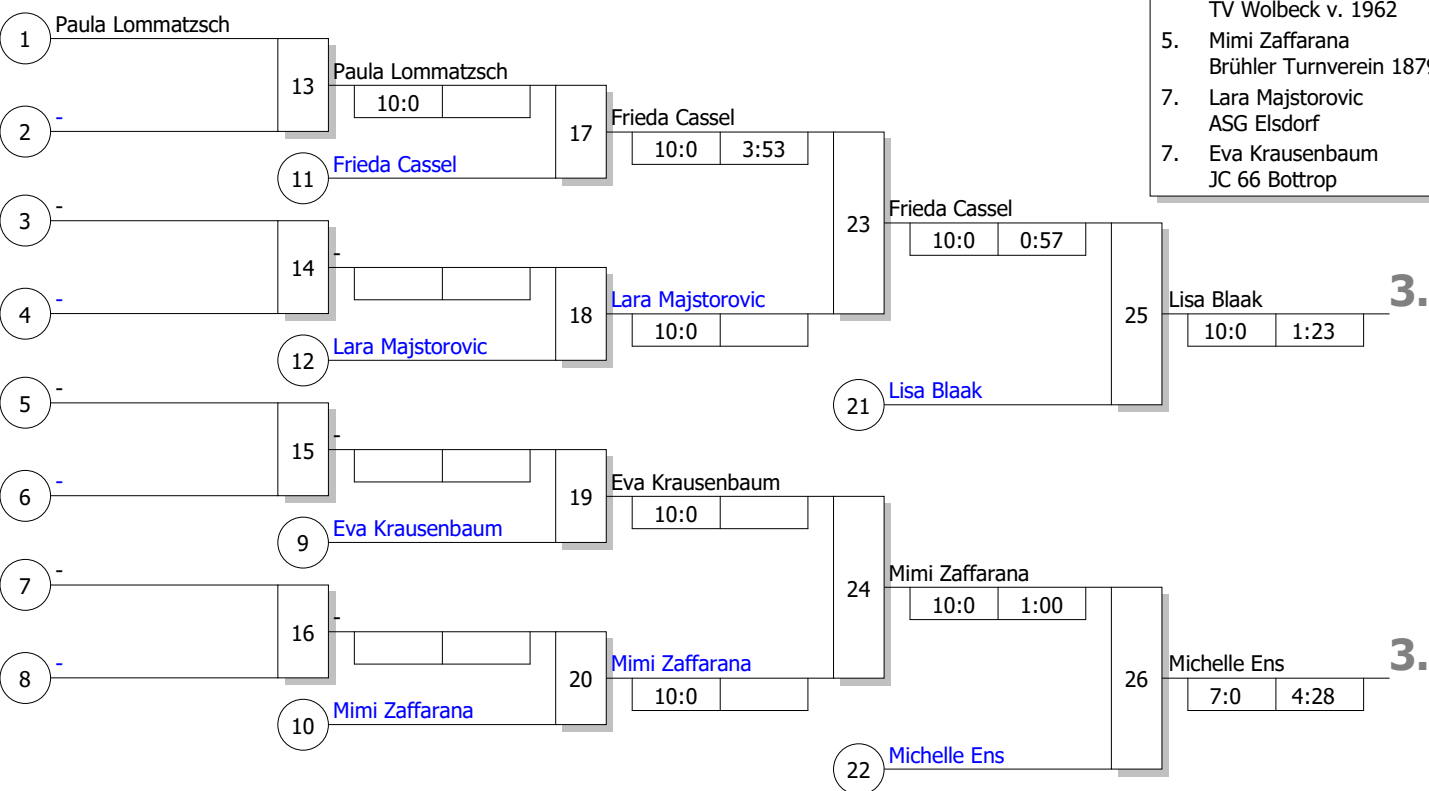 TV Wolbeck v. 1962
5. Mimi Zaffarana
Brühler Turnverein 1879
7. Lara Majstorovic
ASG Elsdorf
7. Eva Krausenbaum
JC 66 Bottrop
1 Paula Lommatzsch
2 -
13 Paula Lommatzsch
10:0
11 Frieda Cassel
17 Frieda Cassel
10:0 3:53
3 -
4 -
14 -
12 Lara Majstorovic
18 Lara Majstorovic
10:0
23 Frieda Cassel
10:0 0:57
21 Lisa Blaak
25 Lisa Blaak
10:0 1:23
3.
5 -
6 -
15 -
9 Eva Krausenbaum
19 Eva Krausenbaum
10:0
7 -
8 -
16 -
10 Mimi Zaffarana
20 Mimi Zaffarana
10:0
24 Mimi Zaffarana
10:0 1:00
22 Michelle Ens
26 Michelle Ens
7:0 4:28
3.